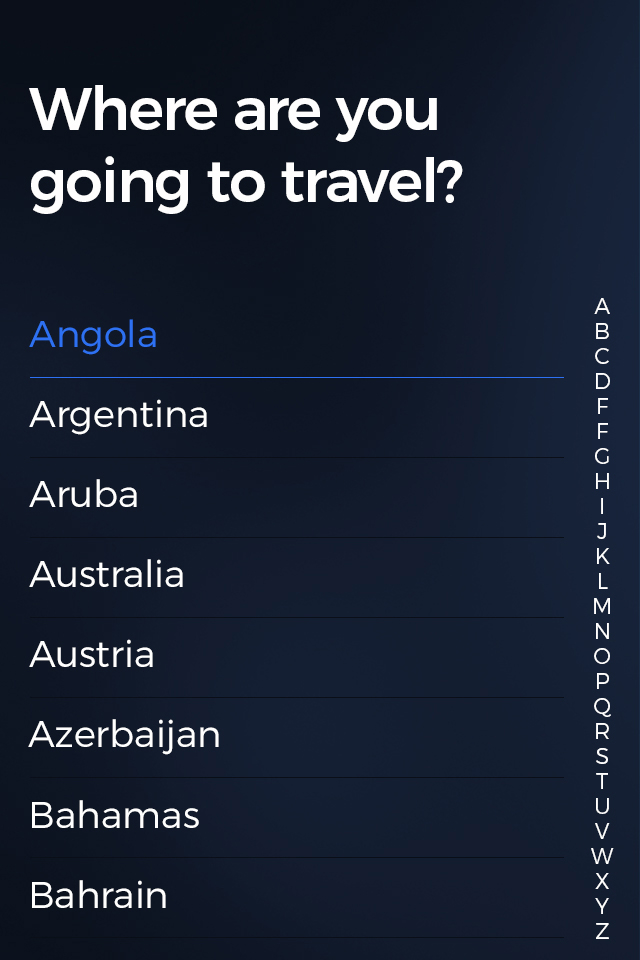 Where are you
going to travel?
Angola
Argentina
Aruba
Australia
Austria
Azerbaijan
Bahamas
Bahrain
A
B
C
D
F
F
G
H
I
J
K
L
M
N
O
P
Q
R
S
T
U
V
W
X
Y
Z